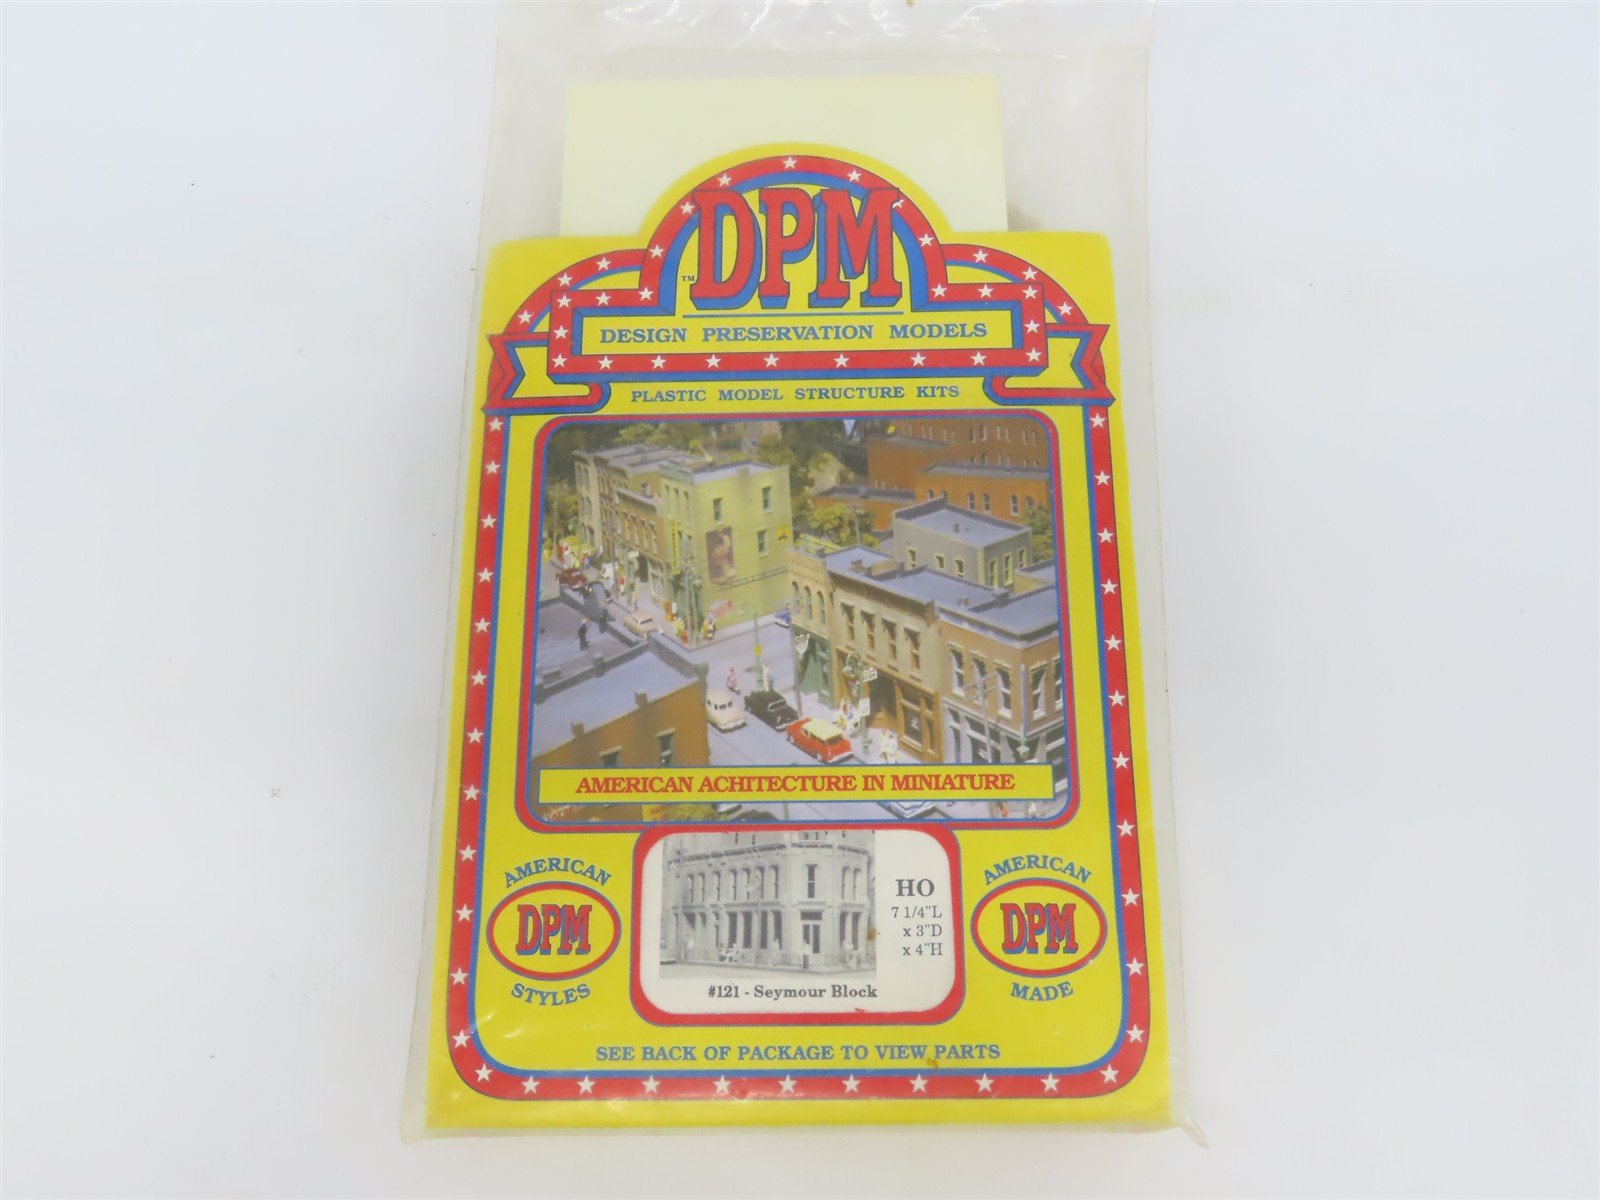 DPM
™
DESIGN PRESERVATION MODELS
PLASTIC MODEL STRUCTURE KITS
AMERICAN ACHITECTURE IN MINIATURE
AMERICAN
DPM
STYLES
HO
7 1/4"L
x 3"D
x 4"H
#121 - Seymour Block
AMERICAN
DPM
MADE
SEE BACK OF PACKAGE TO VIEW PARTS